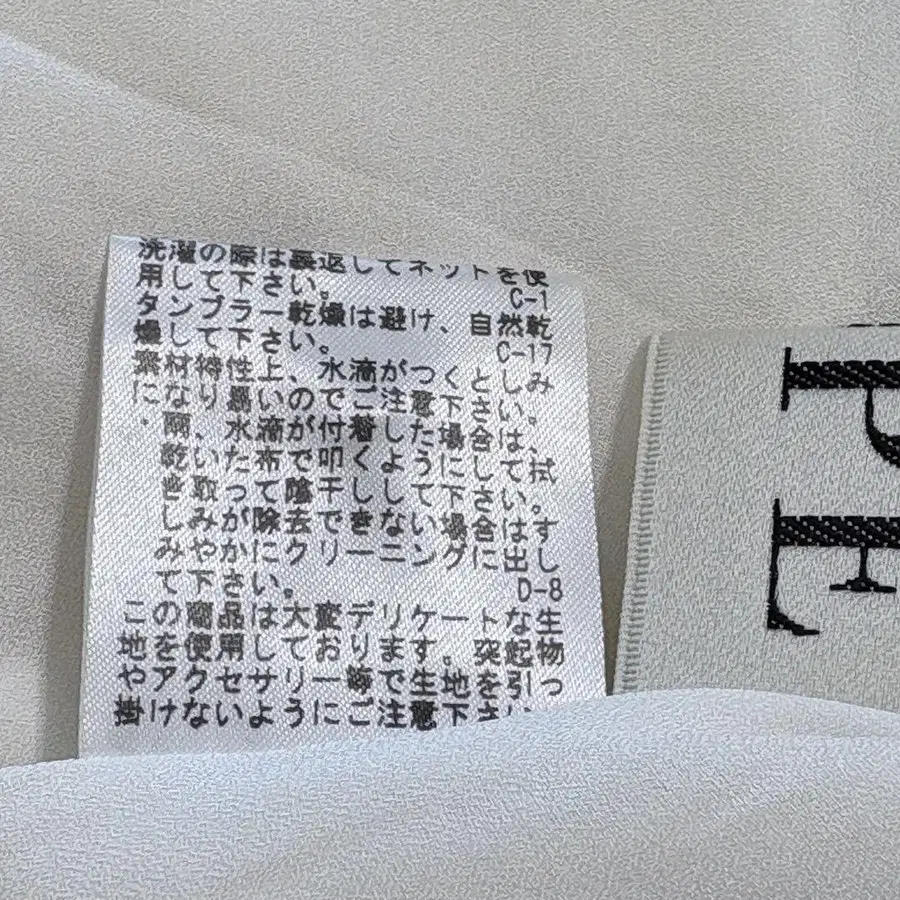 洗濯の際は裏返してネットを使
用して下さい。 C-1
タンブラー乾燥は避け、自然乾
燥して下さい。 C-17
素材特性上、水滴がつくとしみ
になり易いのでご注意下さい。
・雨、水滴が付着した場合は、
乾いた布で叩くようにして、拭
き取って陰干しして下さい。
しみが除去できない場合はす
みやかにクリーニングに出し
て下さい。 D-8
この商品は大変デリケートな生
地を使用しております。突起物
やアクセサリー等で生地を引っ
掛けないようにご注意下さい
PE